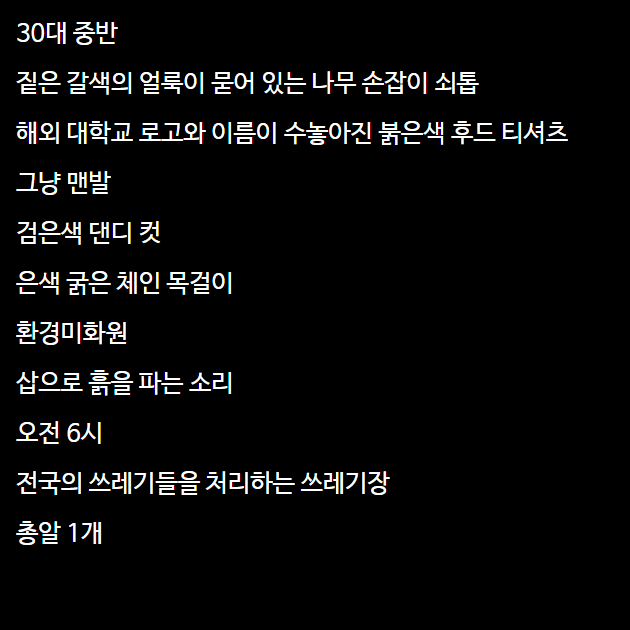 30대 중반
짙은 갈색의 얼룩이 묻어 있는 나무 손잡이 쇠톱
해외 대학교 로고와 이름이 수놓아진 붉은색 후드 티셔츠
그냥 맨발
검은색 댄디 컷
은색 굵은 체인 목걸이
환경미화원
삽으로 흙을 파는 소리
오전 6시
전국의 쓰레기들을 처리하는 쓰레기장
총알 1개